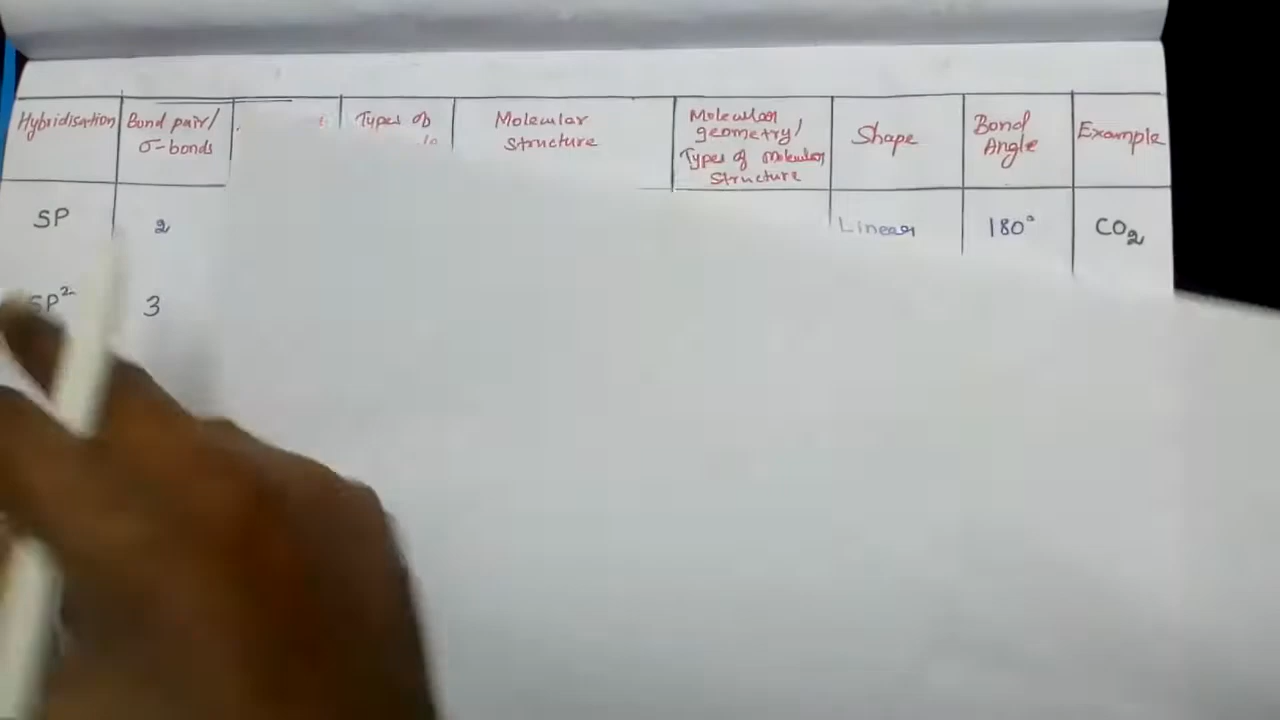 Hybridisation
Bond pair/
σ-bonds
Types of
Molecular
Structure
Molecular
geometry/
Types of Molecular
Structure
Shape
Bond
Angle
Example
SP
2
Linear
180°
CO₂
SP²
3